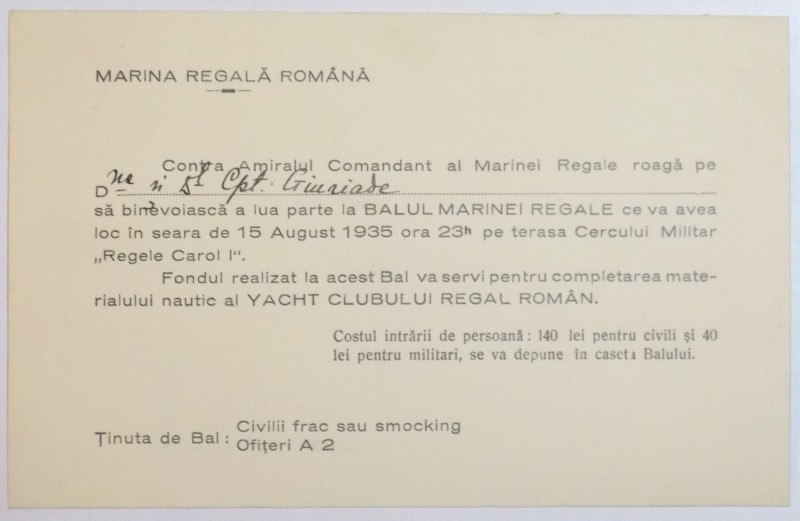 MARINA REGALĂ ROMÂNĂ
Contra Amiralul Comandant al Marinei Regale roagă pe
Dna și Dl Cpt.
să binevoiască a lua parte la BALUL MARINEI REGALE ce va avea
loc în seara de 15 August 1935 ora 23h pe terasa Cercului Militar
„Regele Carol I“.
Fondul realizat la acest Bal va servi pentru completarea mate-
rialului nautic al YACHT CLUBULUI REGAL ROMÂN.
Costul intrării de persoană : 140 lei pentru civili și 40
lei pentru militari, se va depune în caseta Balului.
Ținuta de Bal : Civilii frac sau smocking
Ofițeri A 2